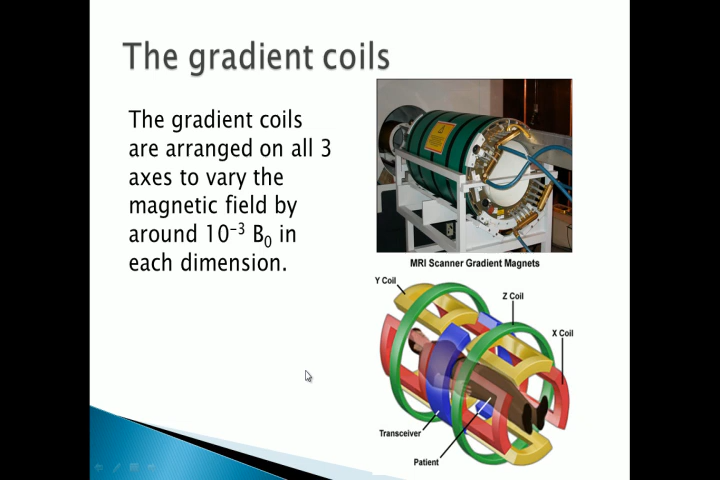 The gradient coils
The gradient coils
are arranged on all 3
axes to vary the
magnetic field by
around 10⁻³ B₀ in
each dimension.
MRI Scanner Gradient Magnets
Y Coil
Z Coil
X Coil
Transceiver
Patient